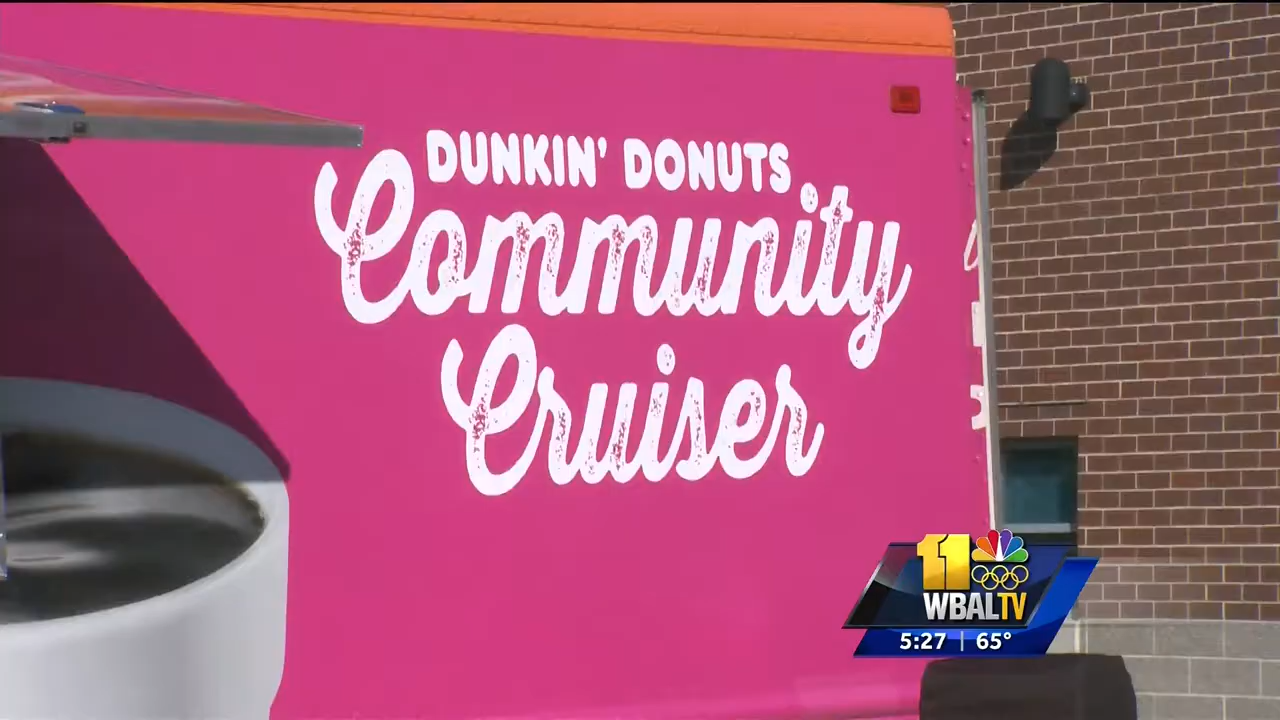 DUNKIN' DONUTS
Community
Cruiser
11
WBALTV
5:27 | 65°